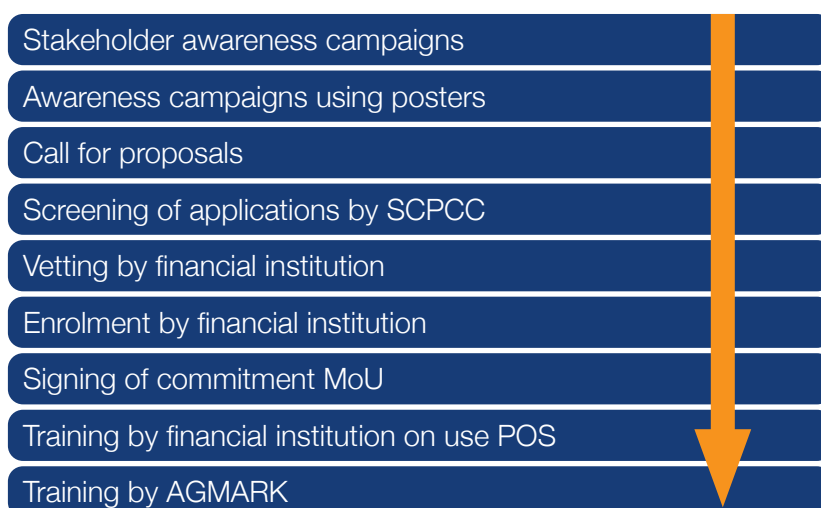 Stakeholder awareness campaigns
Awareness campaigns using posters
Call for proposals
Screening of applications by SCPCC
Vetting by financial institution
Enrolment by financial institution
Signing of commitment MoU
Training by financial institution on use POS
Training by AGMARK